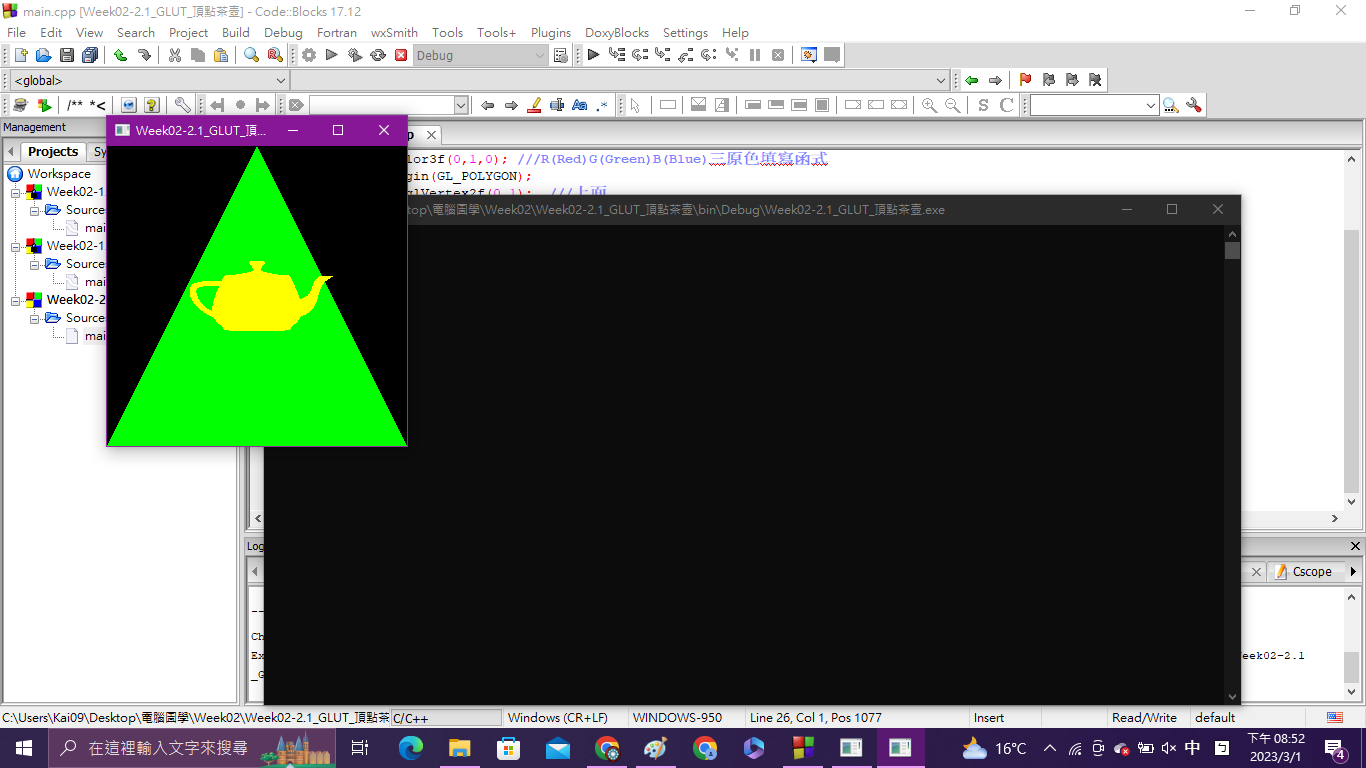 main.cpp [Week02-2.1_GLUT_頂點茶壺] - Code::Blocks 17.12
File Edit View Search Project Build Debug Fortran wxSmith Tools Tools+ Plugins DoxyBlocks Settings Help
Debug
<global>
/** *<
Aa .*
S C
Management
Projects Sy
Workspace
Week02-1
Sources
mai
Week02-1
Sources
mai
Week02-2
Sources
mai
Week02-2.1_GLUT_頂...
p
lor3f(0,1,0); ///R(Red)G(Green)B(Blue)三原色填寫函式
gin(GL_POLYGON);
glVertex2f(0,1); ///上面
top\電腦圖學\Week02\Week02-2.1_GLUT_頂點茶壺\bin\Debug\Week02-2.1_GLUT_頂點茶壺.exe
Log
Cscope
--
Ch
Ex
Week02-2.1
_G
C:\Users\Kai09\Desktop\電腦圖學\Week02\Week02-2.1_GLUT_頂點茶 C/C++ Windows (CR+LF) WINDOWS-950 Line 26, Col 1, Pos 1077 Insert Read/Write default
在這裡輸入文字來搜尋
16°C
中
下午 08:52
2023/3/1
4